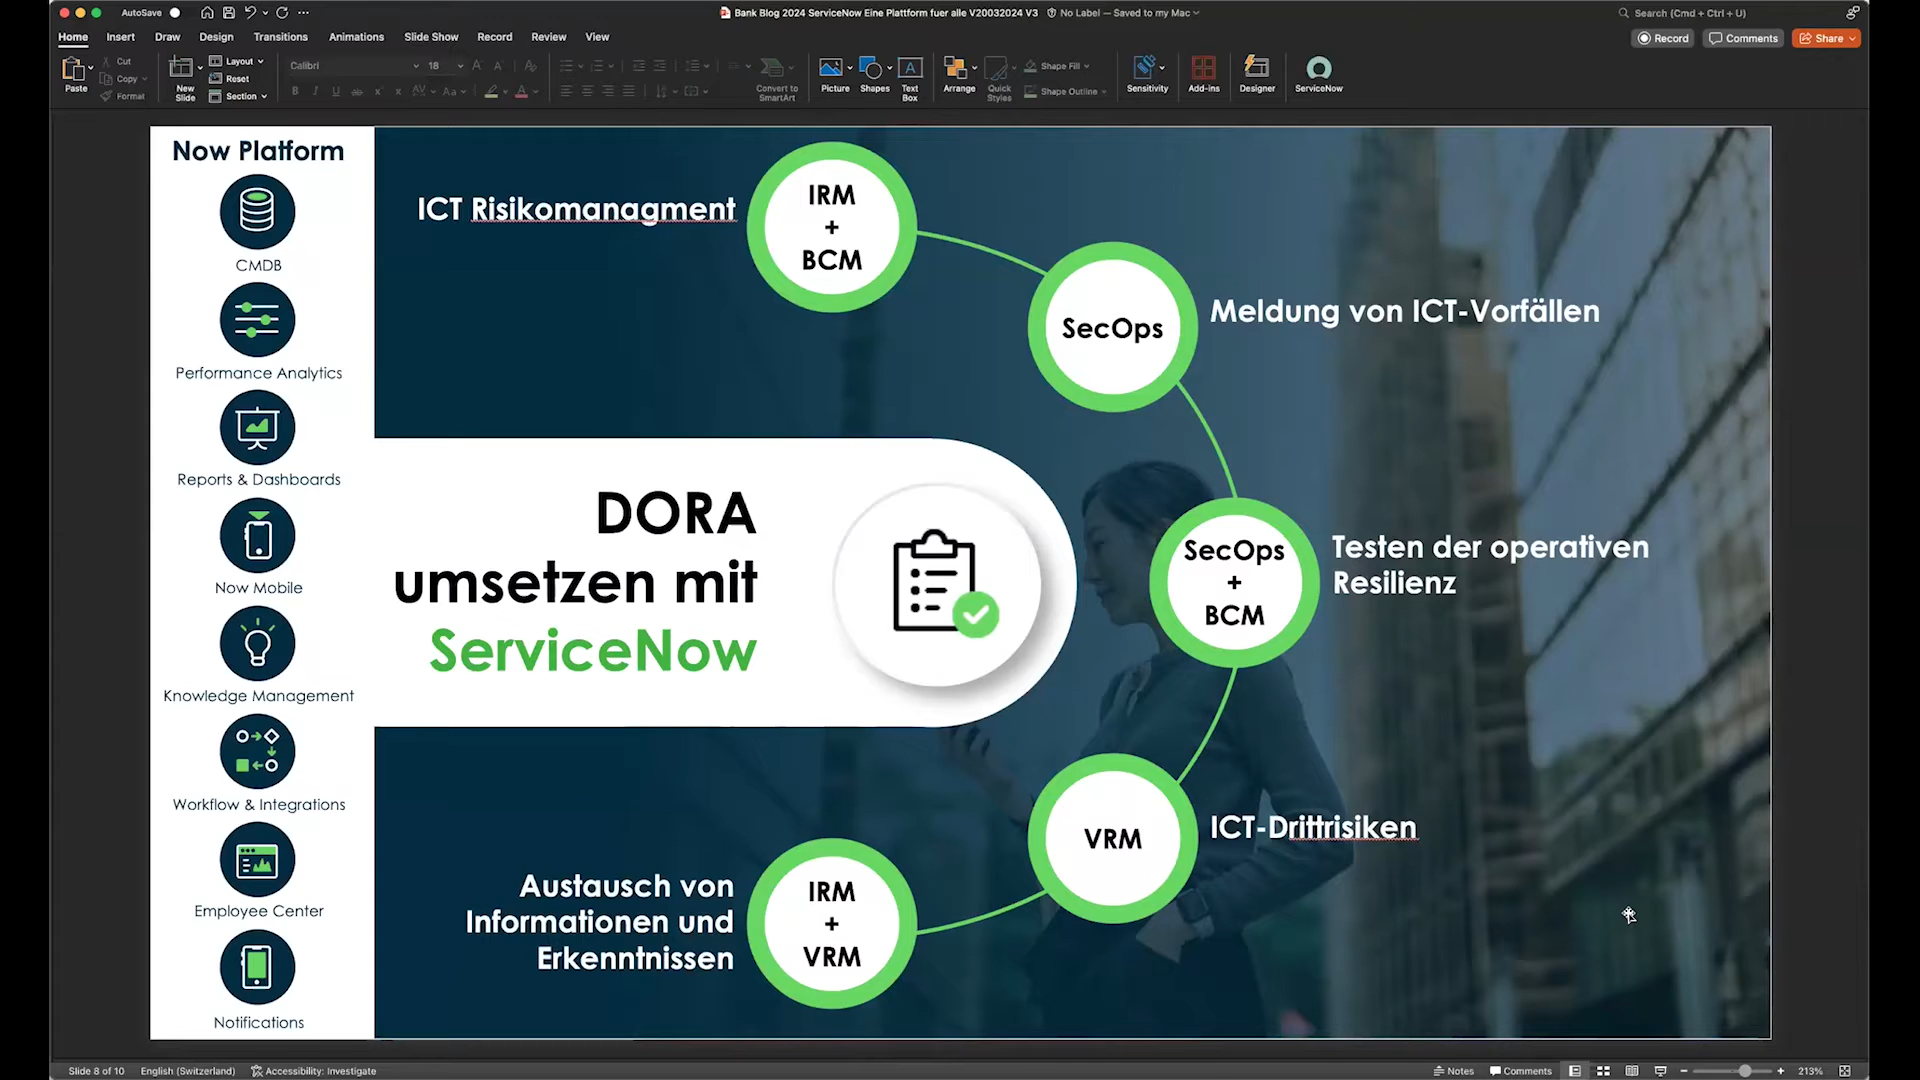 AutoSave
Bank Blog 2024 ServiceNow Eine Plattform fuer alle V20032024 V3
No Label — Saved to my Mac
Search (Cmd + Ctrl + U)
Home Insert Draw Design Transitions Animations Slide Show Record Review View
Record Comments Share
Paste
Cut
Copy
Format
New
Slide
Layout
Reset
Section
Calibri 18
Convert to
SmartArt
Picture
Shapes
Text
Box
Arrange
Quick
Styles
Shape Fill
Shape Outline
Sensitivity
Add-ins
Designer
ServiceNow
Now Platform
CMDB
Performance Analytics
Reports & Dashboards
Now Mobile
Knowledge Management
Workflow & Integrations
Employee Center
Notifications
DORA
umsetzen mit
ServiceNow
ICT Risikomanagment
IRM
+
BCM
SecOps
Meldung von ICT-Vorfällen
SecOps
+
BCM
Testen der operativen
Resilienz
VRM
ICT-Drittrisiken
Austausch von
Informationen und
Erkenntnissen
IRM
+
VRM
Slide 8 of 10 English (Switzerland) Accessibility: Investigate
Notes Comments 213%